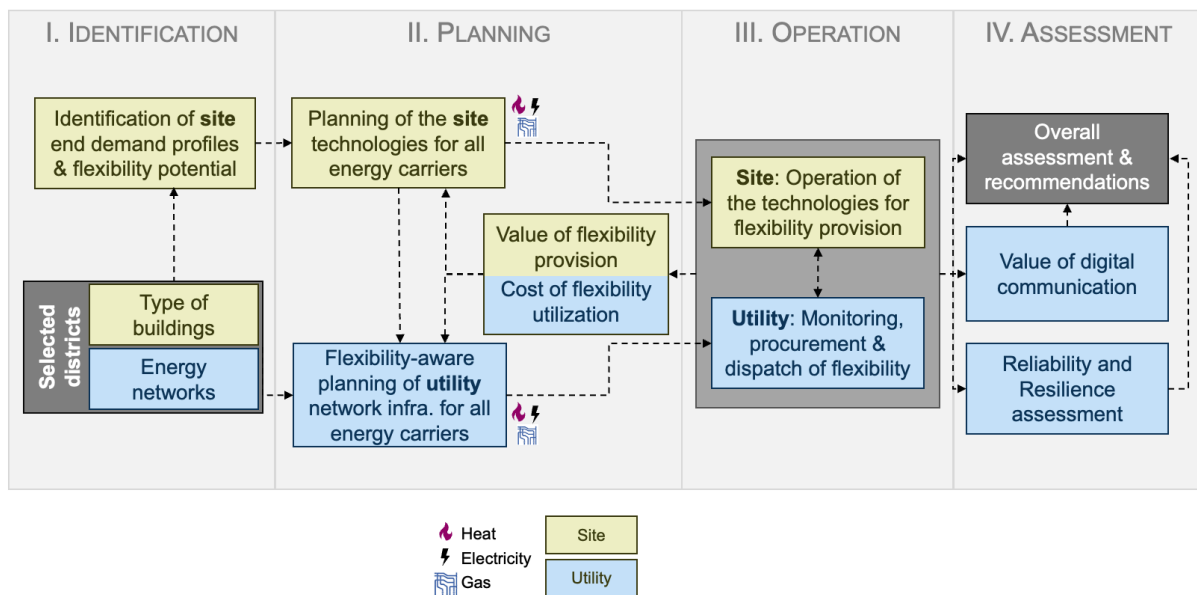 I. IDENTIFICATION
II. PLANNING
III. OPERATION
IV. ASSESSMENT
Identification of site
end demand profiles
& flexibility potential
Selected
districts
Type of
buildings
Energy
networks
Planning of the site
technologies for all
energy carriers
Value of flexibility
provision
Cost of flexibility
utilization
Flexibility-aware
planning of utility
network infra. for all
energy carriers
Site: Operation of
the technologies for
flexibility provision
Utility: Monitoring,
procurement &
dispatch of flexibility
Overall
assessment &
recommendations
Value of digital
communication
Reliability and
Resilience
assessment
Heat
Electricity
Gas
Site
Utility